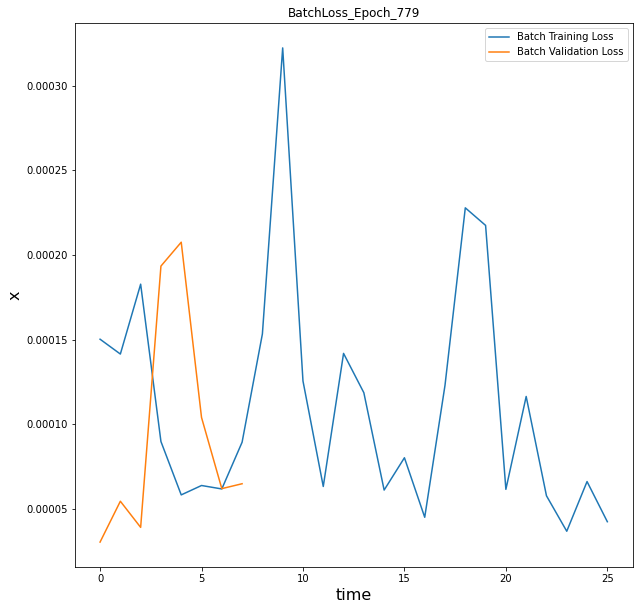 BatchLoss_Epoch_779
Batch Training Loss
Batch Validation Loss
0.00030
0.00025
0.00020
0.00015
0.00010
0.00005
x
0
5
10
15
20
25
time